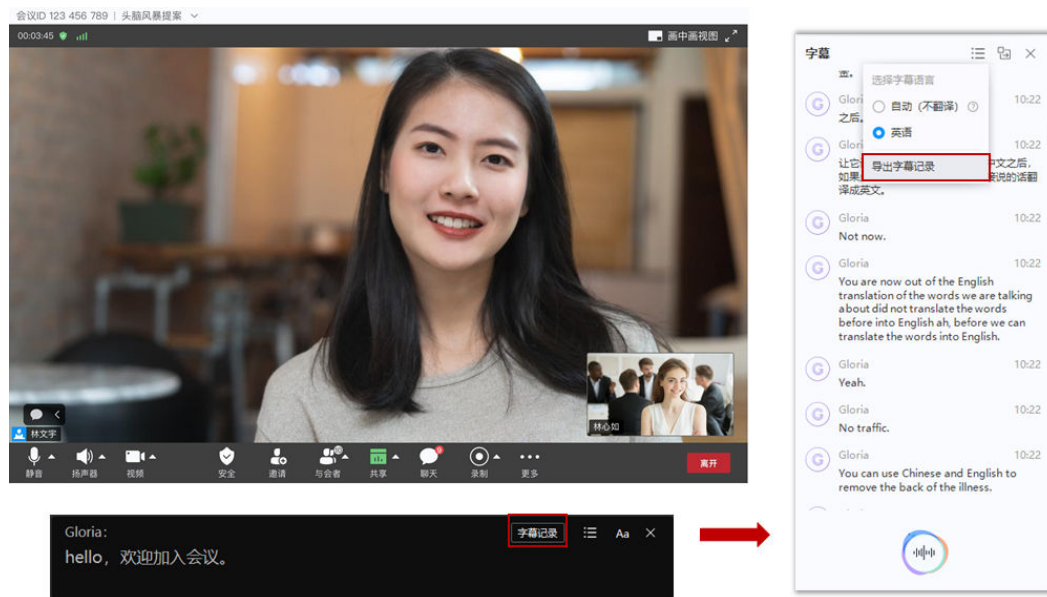 会议ID 123 456 789 | 头脑风暴提案
00:03:45
画中画视图
林心如
林文字
静音
扬声器
视频
安全
邀请
与会者
共享
聊天
录制
更多
离开
Gloria:
字幕记录
Aa
hello，欢迎加入会议。
字幕
选择字幕语言
自动（不翻译）
英语
导出字幕记录
10:22
之后,
10:22
让它 中文之后，
如果 接说的话翻
译成英文。
Gloria 10:22
Not now.
Gloria 10:22
You are now out of the English
translation of the words we are talking
about did not translate the words
before into English ah, before we can
translate the words into English.
Gloria 10:22
Yeah.
Gloria 10:22
No traffic.
Gloria 10:22
You can use Chinese and English to
remove the back of the illness.